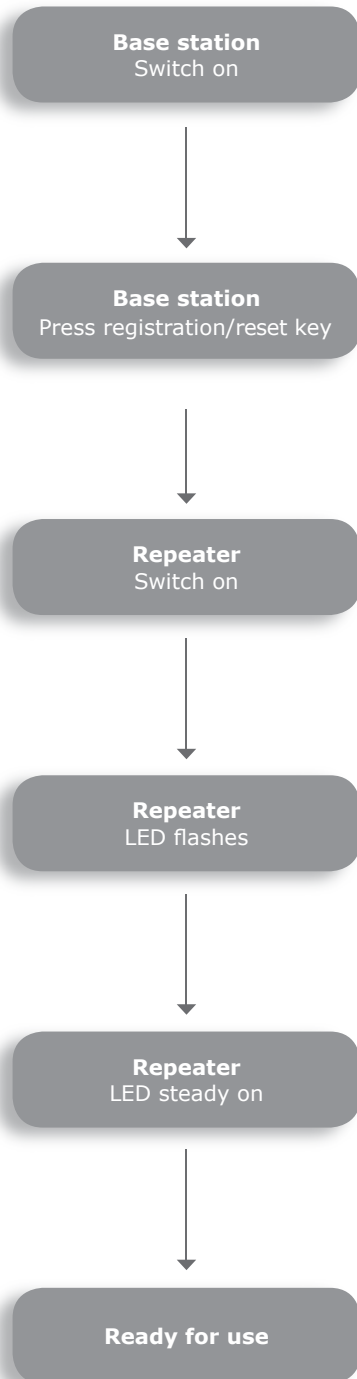 Base station
Switch on
Base station
Press registration/reset key
Repeater
Switch on
Repeater
LED flashes
Repeater
LED steady on
Ready for use